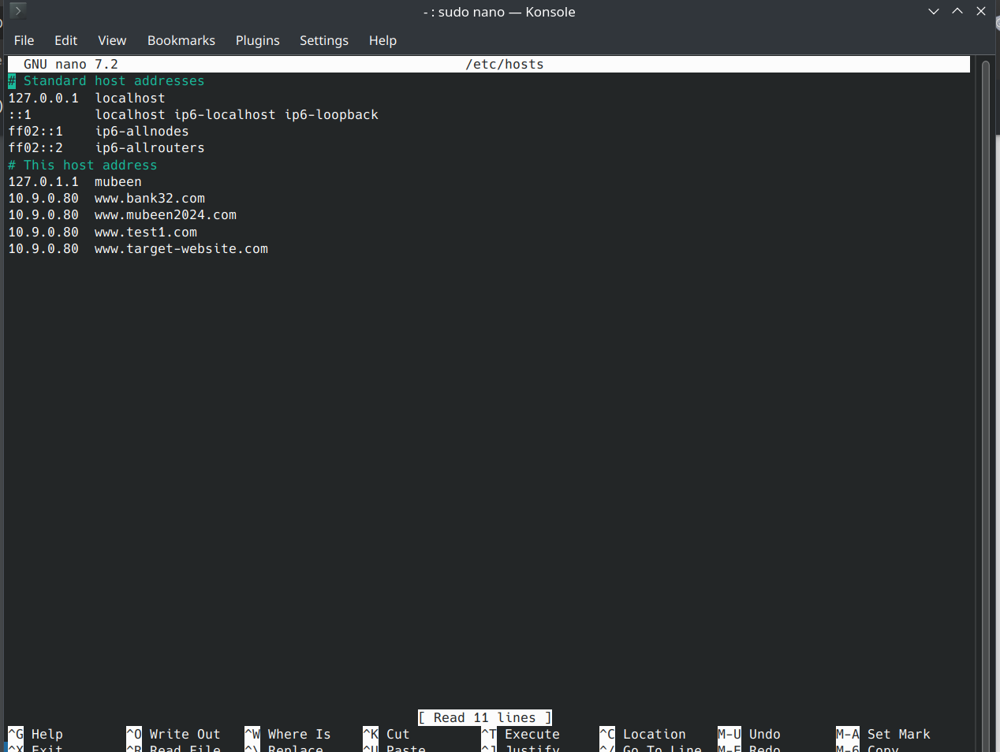 - : sudo nano — Konsole
File Edit View Bookmarks Plugins Settings Help
GNU nano 7.2 /etc/hosts
# Standard host addresses
127.0.0.1 localhost
::1 localhost ip6-localhost ip6-loopback
ff02::1 ip6-allnodes
ff02::2 ip6-allrouters
# This host address
127.0.1.1 mubeen
10.9.0.80 www.bank32.com
10.9.0.80 www.mubeen2024.com
10.9.0.80 www.test1.com
10.9.0.80 www.target-website.com
[ Read 11 lines ]
^G Help ^O Write Out ^W Where Is ^K Cut ^T Execute ^C Location M-U Undo M-A Set Mark
^X Exit ^R Read File ^\ Replace ^U Paste ^J Justify ^/ Go To Line M-E Redo M-6 Copy